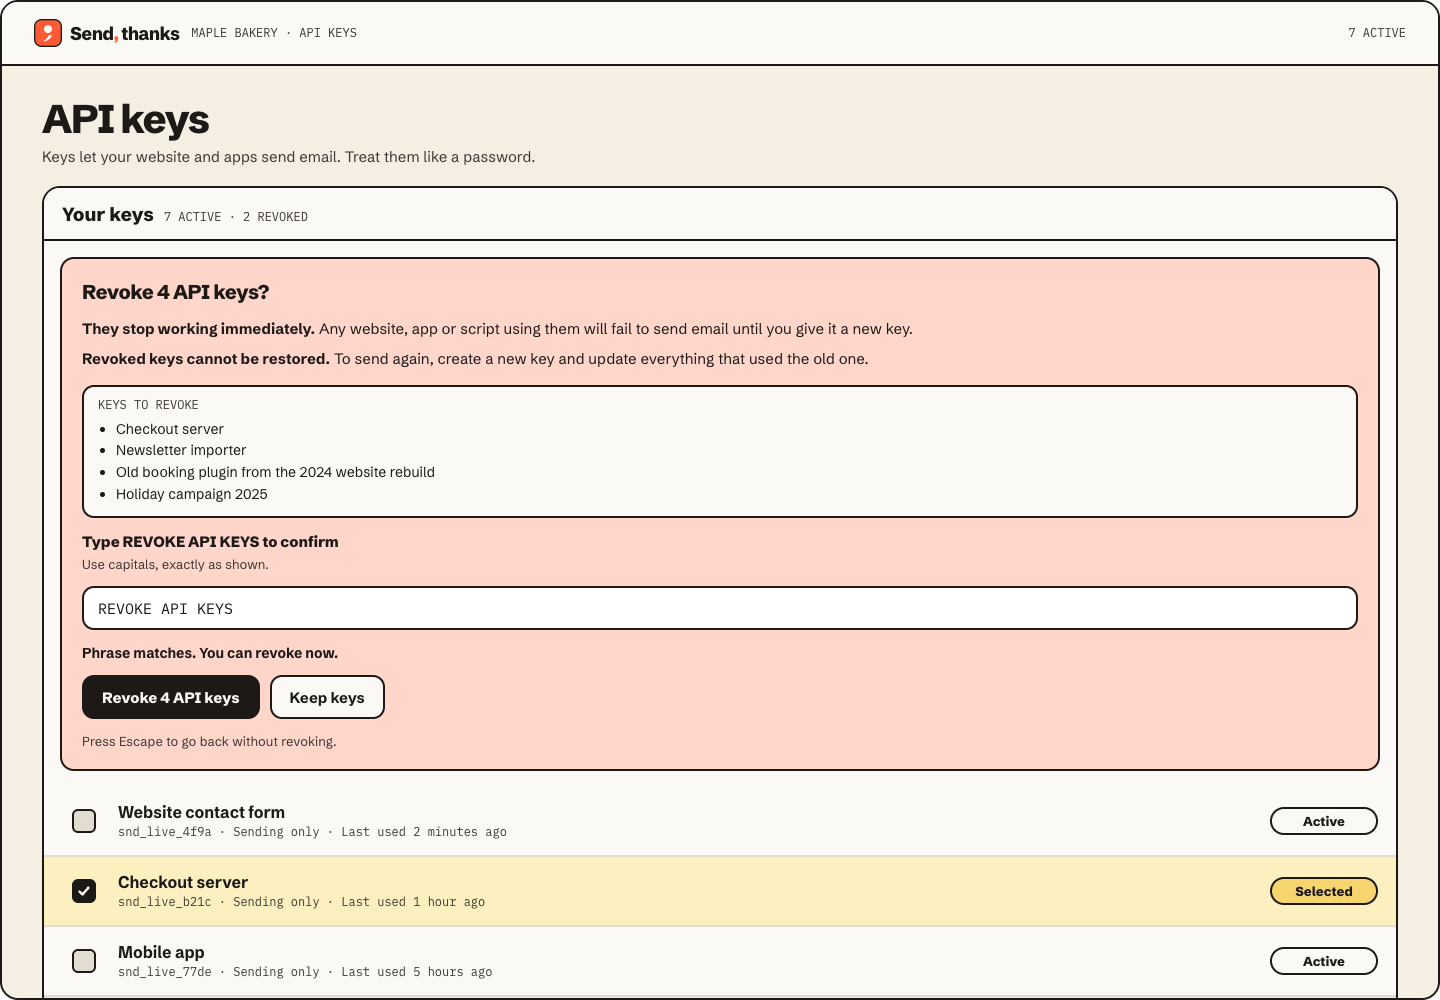 Send, thanks MAPLE BAKERY · API KEYS 7 ACTIVE
API keys
Keys let your website and apps send email. Treat them like a password.
Your keys 7 ACTIVE · 2 REVOKED
Revoke 4 API keys?
They stop working immediately. Any website, app or script using them will fail to send email until you give it a new key.
Revoked keys cannot be restored. To send again, create a new key and update everything that used the old one.
KEYS TO REVOKE
• Checkout server
• Newsletter importer
• Old booking plugin from the 2024 website rebuild
• Holiday campaign 2025
Type REVOKE API KEYS to confirm
Use capitals, exactly as shown.
REVOKE API KEYS
Phrase matches. You can revoke now.
Revoke 4 API keys Keep keys
Press Escape to go back without revoking.
Website contact form
snd_live_4f9a · Sending only · Last used 2 minutes ago
Active
Checkout server
snd_live_b21c · Sending only · Last used 1 hour ago
Selected
Mobile app
snd_live_77de · Sending only · Last used 5 hours ago
Active